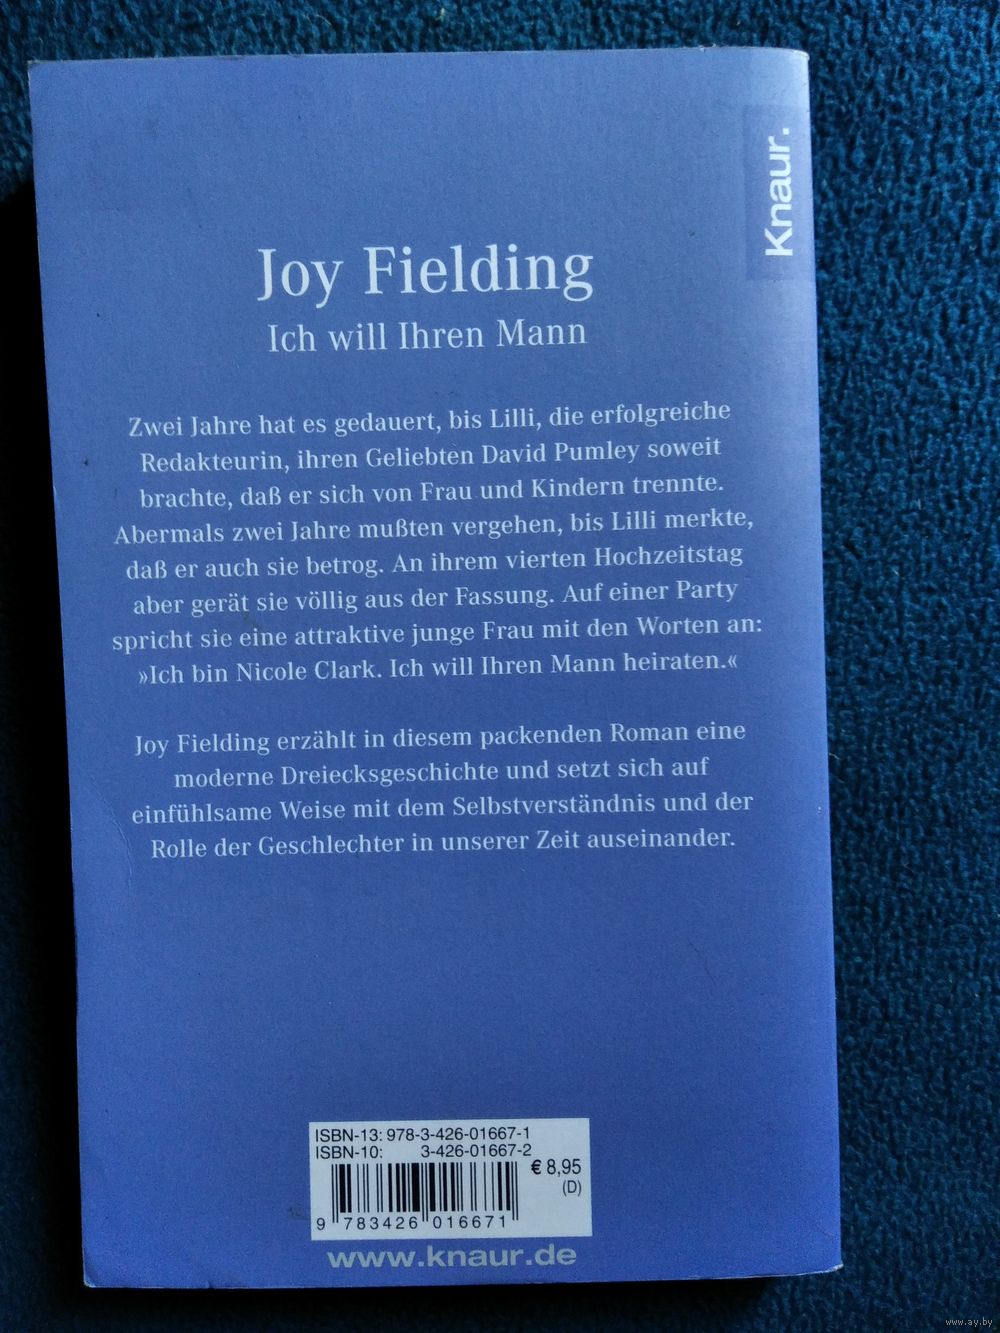 Knaur.
Joy Fielding
Ich will Ihren Mann
Zwei Jahre hat es gedauert, bis Lilli, die erfolgreiche
Redakteurin, ihren Geliebten David Pumley soweit
brachte, daß er sich von Frau und Kindern trennte.
Abermals zwei Jahre mußten vergehen, bis Lilli merkte,
daß er auch sie betrog. An ihrem vierten Hochzeitstag
aber gerät sie völlig aus der Fassung. Auf einer Party
spricht sie eine attraktive junge Frau mit den Worten an:
»Ich bin Nicole Clark. Ich will Ihren Mann heiraten.«
Joy Fielding erzählt in diesem packenden Roman eine
moderne Dreiecksgeschichte und setzt sich auf
einfühlsame Weise mit dem Selbstverständnis und der
Rolle der Geschlechter in unserer Zeit auseinander.
ISBN-13: 978-3-426-01667-1
ISBN-10: 3-426-01667-2
€ 8,95
(D)
9 783426 016671
www.knaur.de
www.ay.by